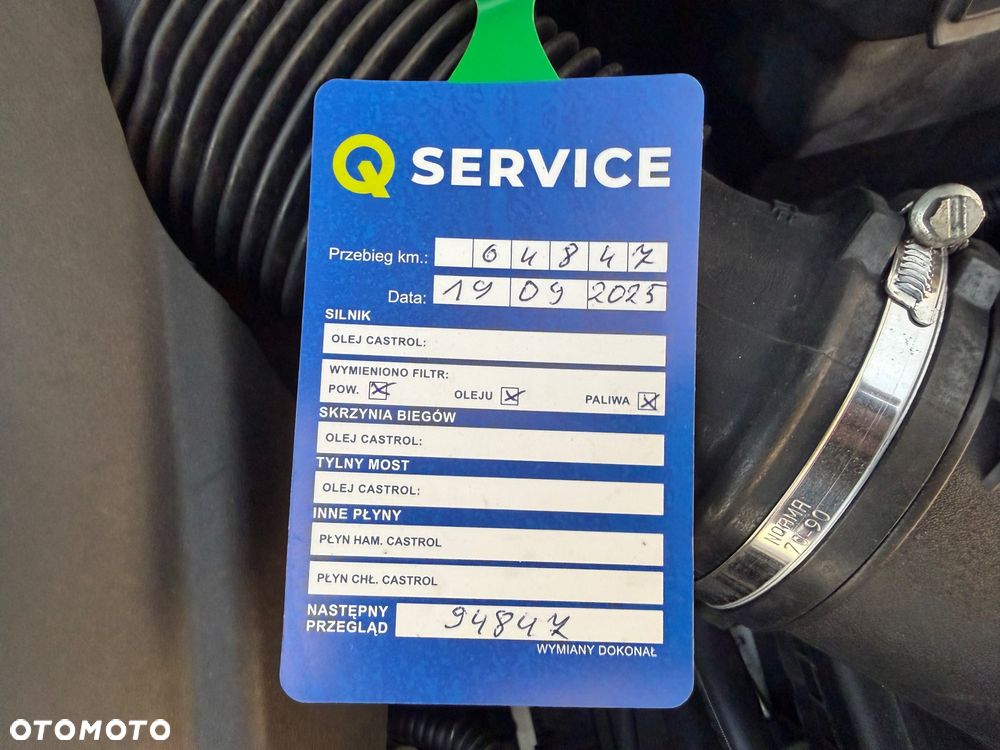 Q SERVICE
Przebieg km.: 64847
Data: 19 09 2025
SILNIK
OLEJ CASTROL:
WYMIENIONO FILTR:
POW. OLEJU PALIWA
SKRZYNIA BIEGÓW
OLEJ CASTROL:
TYLNY MOST
OLEJ CASTROL:
INNE PŁYNY
PŁYN HAM. CASTROL
PŁYN CHŁ. CASTROL
NASTĘPNY
PRZEGLĄD 94847
WYMIANY DOKONAŁ
NORMA
70-90
OTOMOTO